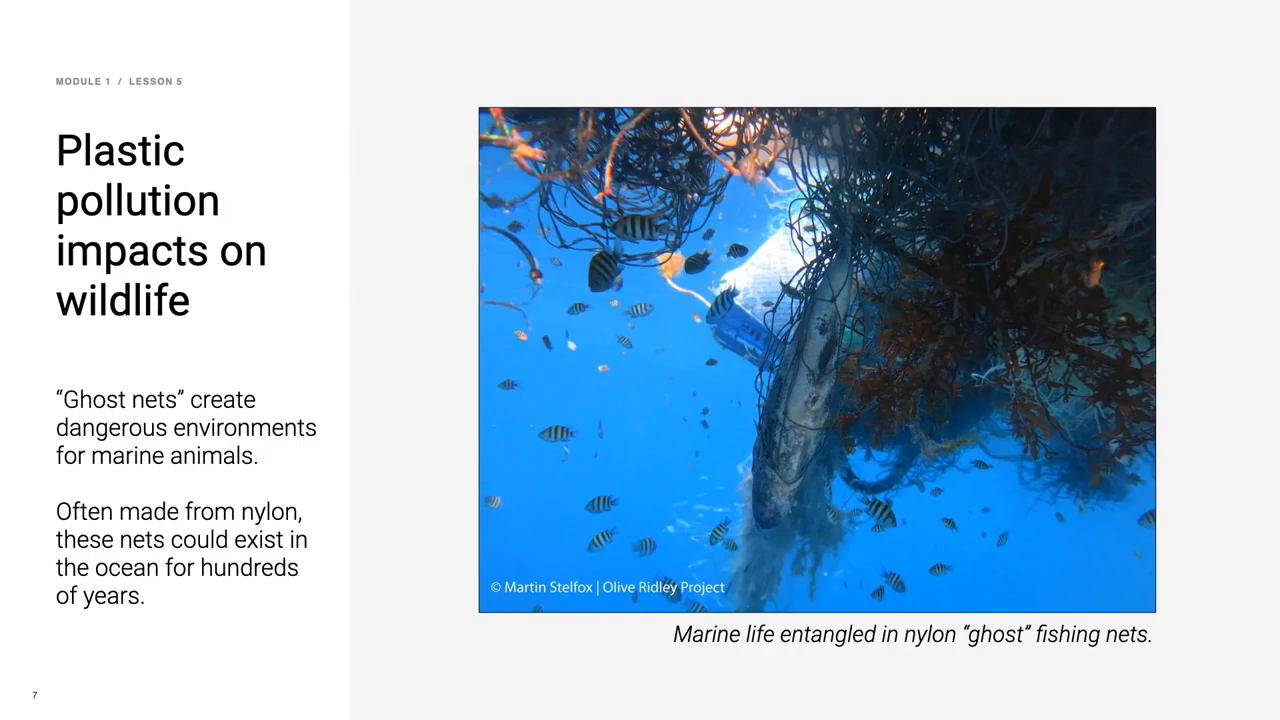 MODULE 1 / LESSON 5
Plastic
pollution
impacts on
wildlife
“Ghost nets” create
dangerous environments
for marine animals.
Often made from nylon,
these nets could exist in
the ocean for hundreds
of years.
© Martin Stelfox | Olive Ridley Project
Marine life entangled in nylon “ghost” fishing nets.
7